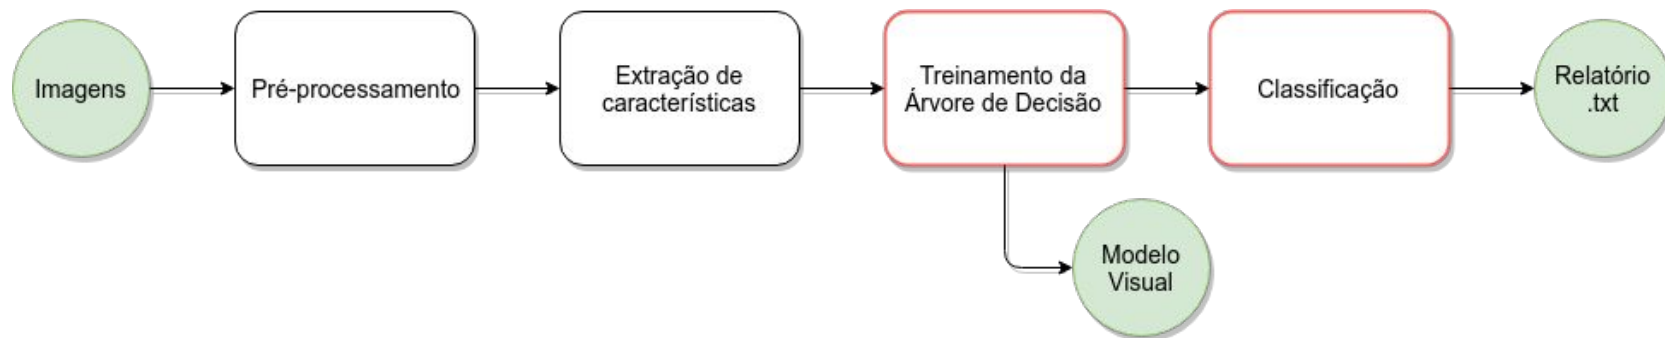 Imagens
Pré-processamento
Extração de
características
Treinamento da
Árvore de Decisão
Classificação
Relatório
.txt
Modelo
Visual